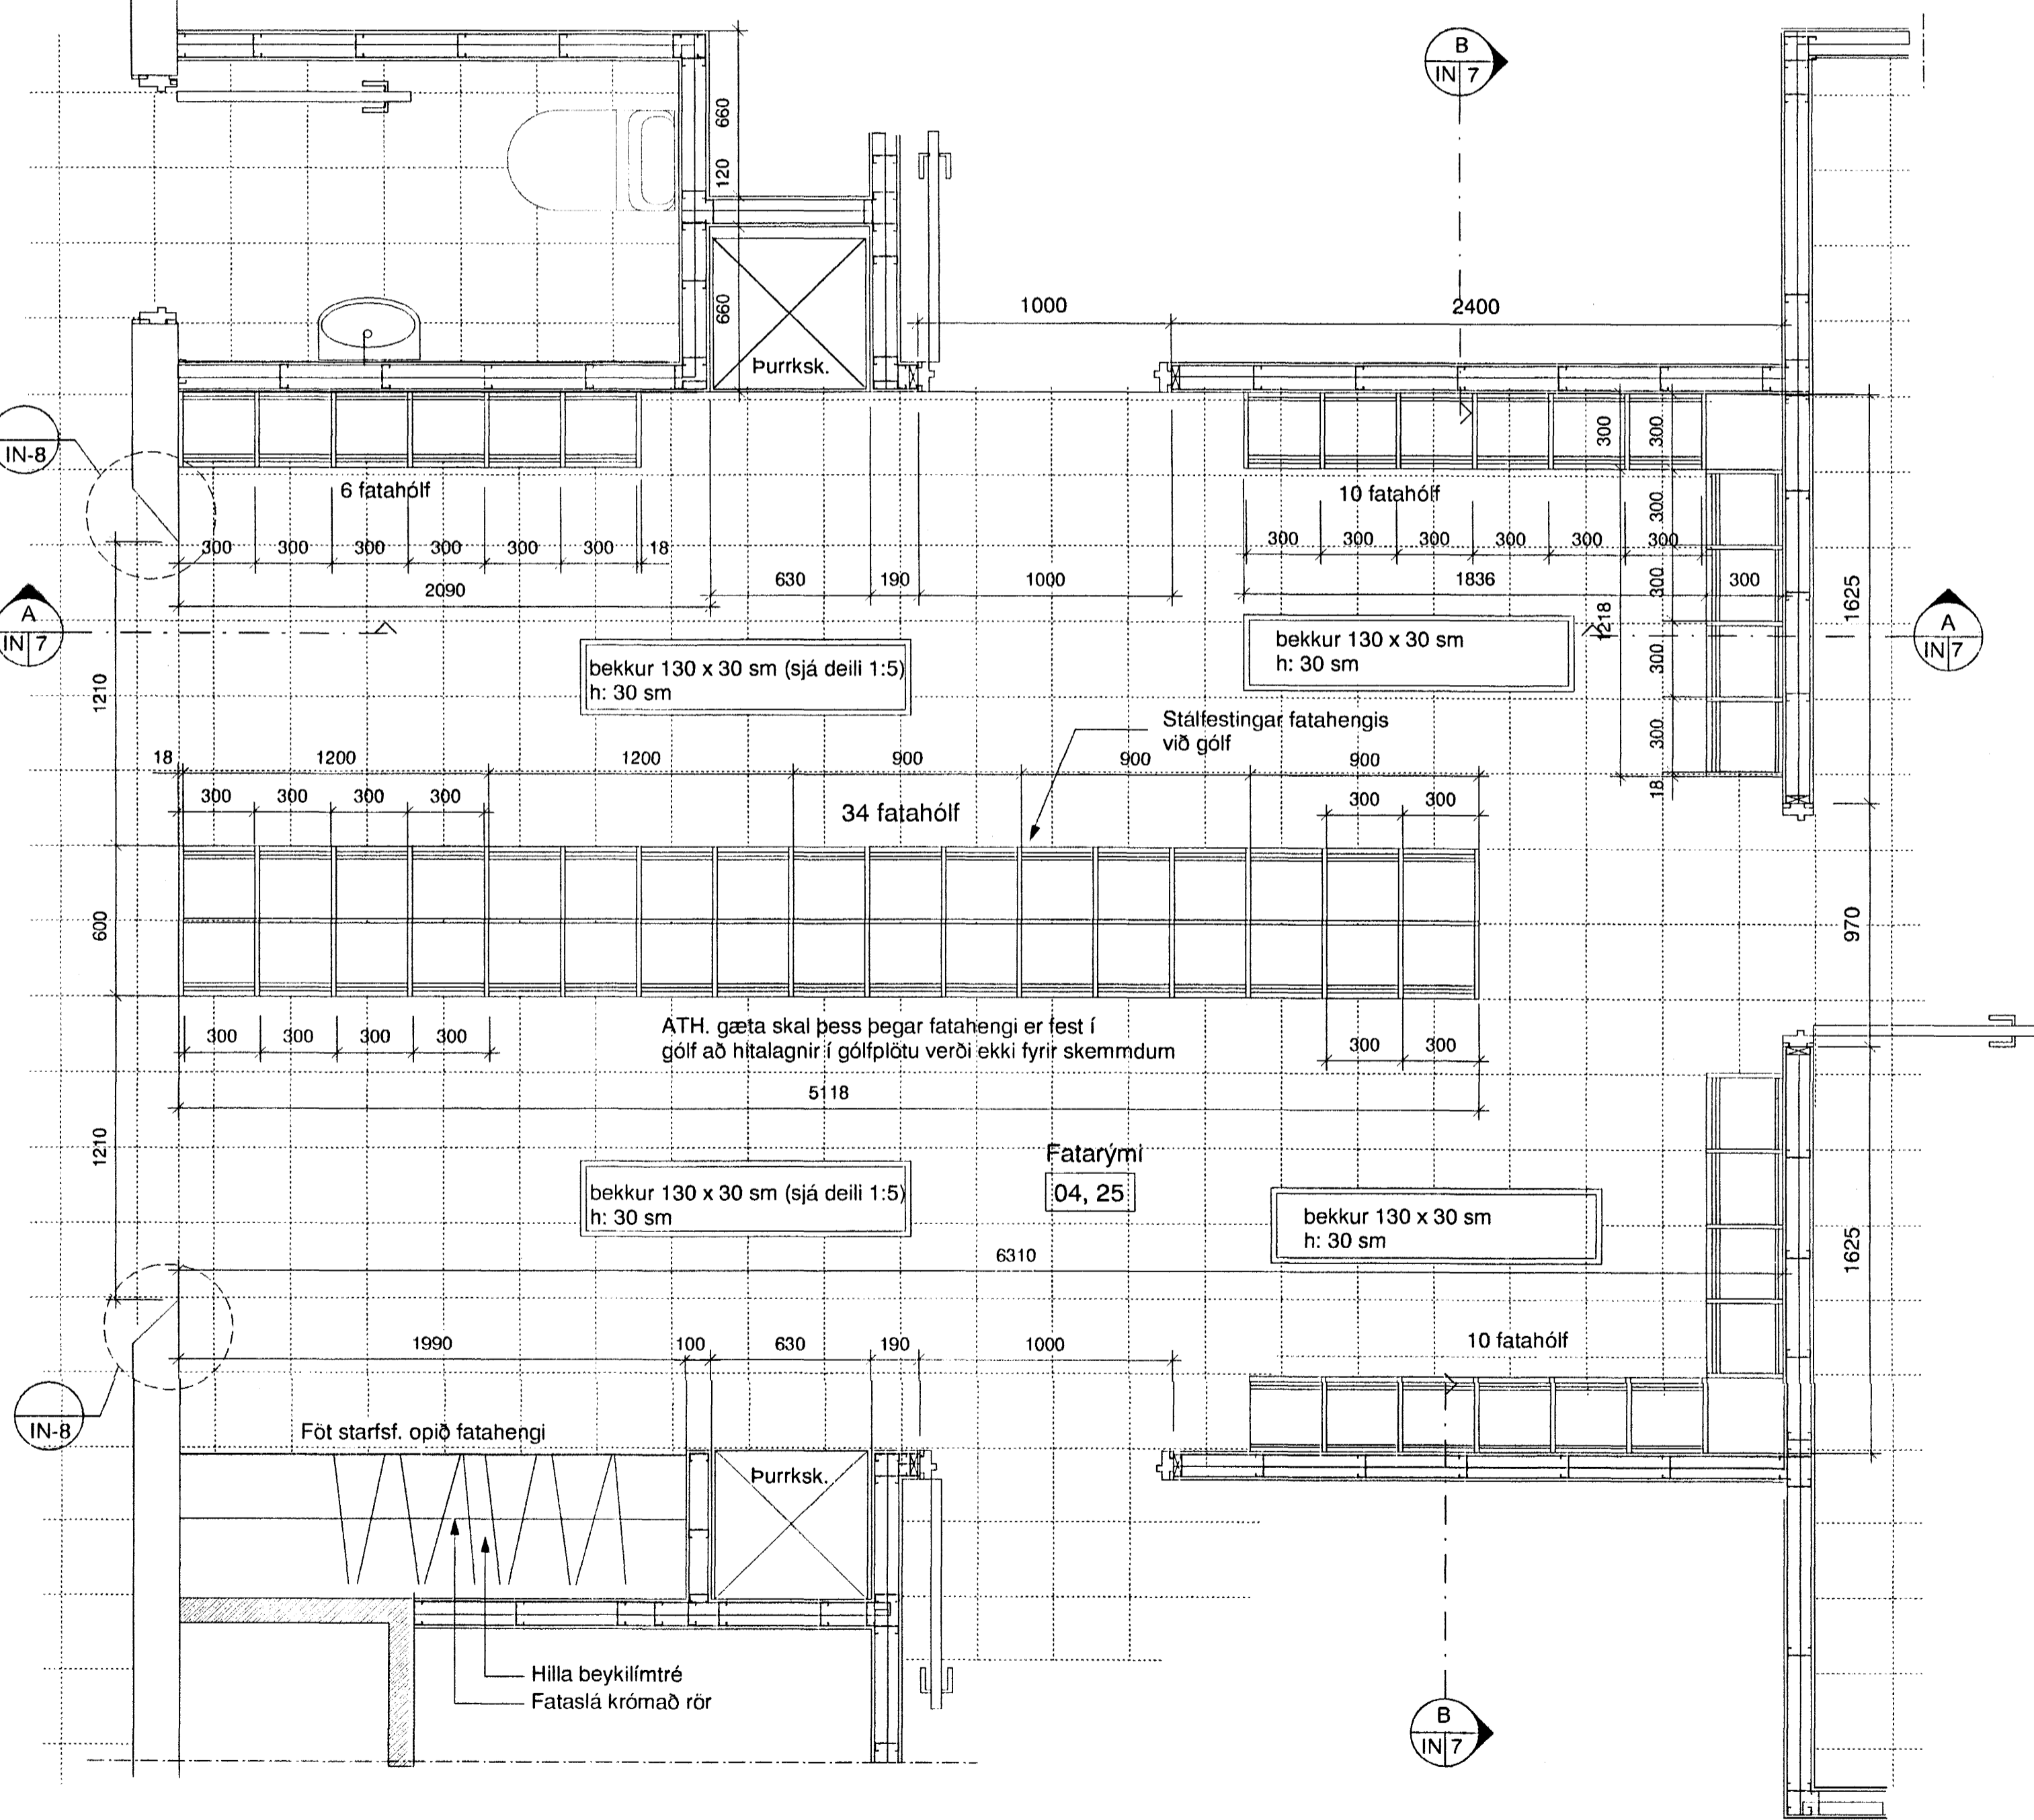 B
IN 7
660
120
660
1000
2400
Þurrksk.
IN-8
6 fatahólf
10 fatahólf
300
300
300
300
300
300
300
300
18
300
300
300
300
300
300
2090
630
190
1000
1836
300
300
300
300
18
1218
300
1625
A
IN 7
A
IN 7
bekkur 130 x 30 sm (sjá deili 1:5)
h: 30 sm
bekkur 130 x 30 sm
h: 30 sm
1210
Stálfestingar fatahengis
við gólf
18
1200
1200
900
900
900
300
300
300
300
300
300
34 fatahólf
600
970
300
300
300
300
ATH. gæta skal þess þegar fatahengi er fest í
gólf að hitalagnir í gólfplötu verði ekki fyrir skemmdum
300
300
5118
1210
Fatarými
04, 25
bekkur 130 x 30 sm (sjá deili 1:5)
h: 30 sm
bekkur 130 x 30 sm
h: 30 sm
1625
6310
1990
100
630
190
1000
10 fatahólf
IN-8
Föt starfsf. opið fatahengi
Þurrksk.
Hilla beykilímtré
Fataslá krómað rör
B
IN 7